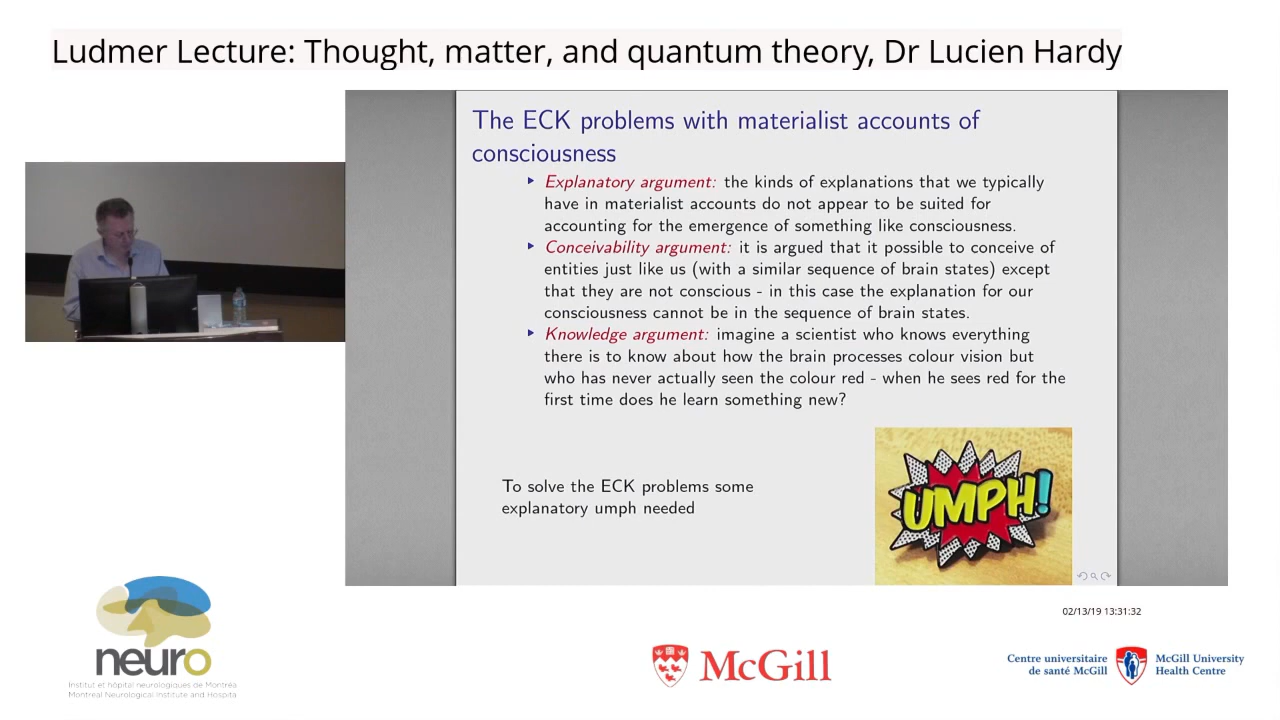 Ludmer Lecture: Thought, matter, and quantum theory, Dr Lucien Hardy
The ECK problems with materialist accounts of
consciousness
Explanatory argument: the kinds of explanations that we typically
have in materialist accounts do not appear to be suited for
accounting for the emergence of something like consciousness.
Conceivability argument: it is argued that it possible to conceive of
entities just like us (with a similar sequence of brain states) except
that they are not conscious - in this case the explanation for our
consciousness cannot be in the sequence of brain states.
Knowledge argument: imagine a scientist who knows everything
there is to know about how the brain processes colour vision but
who has never actually seen the colour red - when he sees red for the
first time does he learn something new?
To solve the ECK problems some
explanatory umph needed
UMPH!
02/13/19 13:31:32
neuro
Institut et hôpital neurologiques de Montréal
Montreal Neurological Institute and Hospital
McGill
Centre universitaire
de santé McGill
McGill University
Health Centre